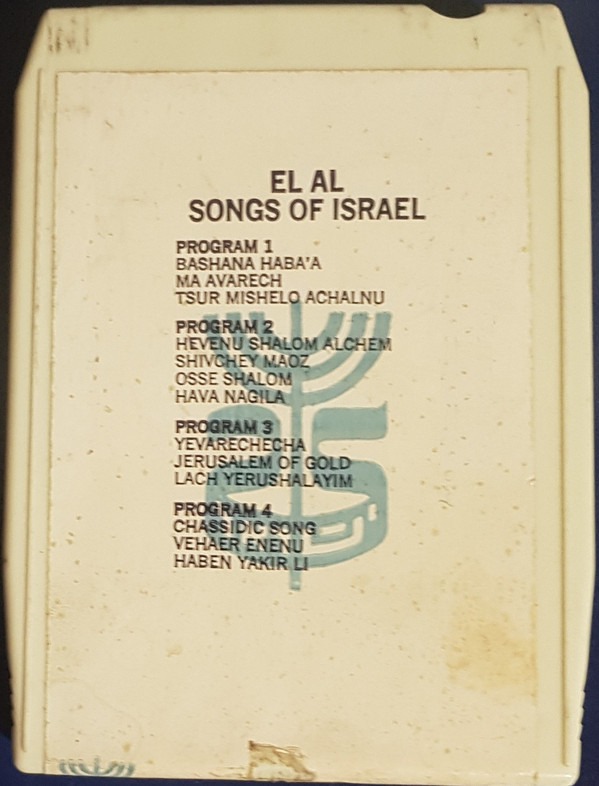 EL AL
SONGS OF ISRAEL
PROGRAM 1
BASHANA HABA'A
MA AVARECH
TSUR MISHELO ACHALNU
PROGRAM 2
HEVENU SHALOM ALCHEM
SHIVCHEY MAOZ
OSSE SHALOM
HAVA NAGILA
PROGRAM 3
YEVARECHECHA
JERUSALEM OF GOLD
LACH YERUSHALAYIM
PROGRAM 4
CHASSIDIC SONG
VEHAER ENENU
HABEN YAKIR LI